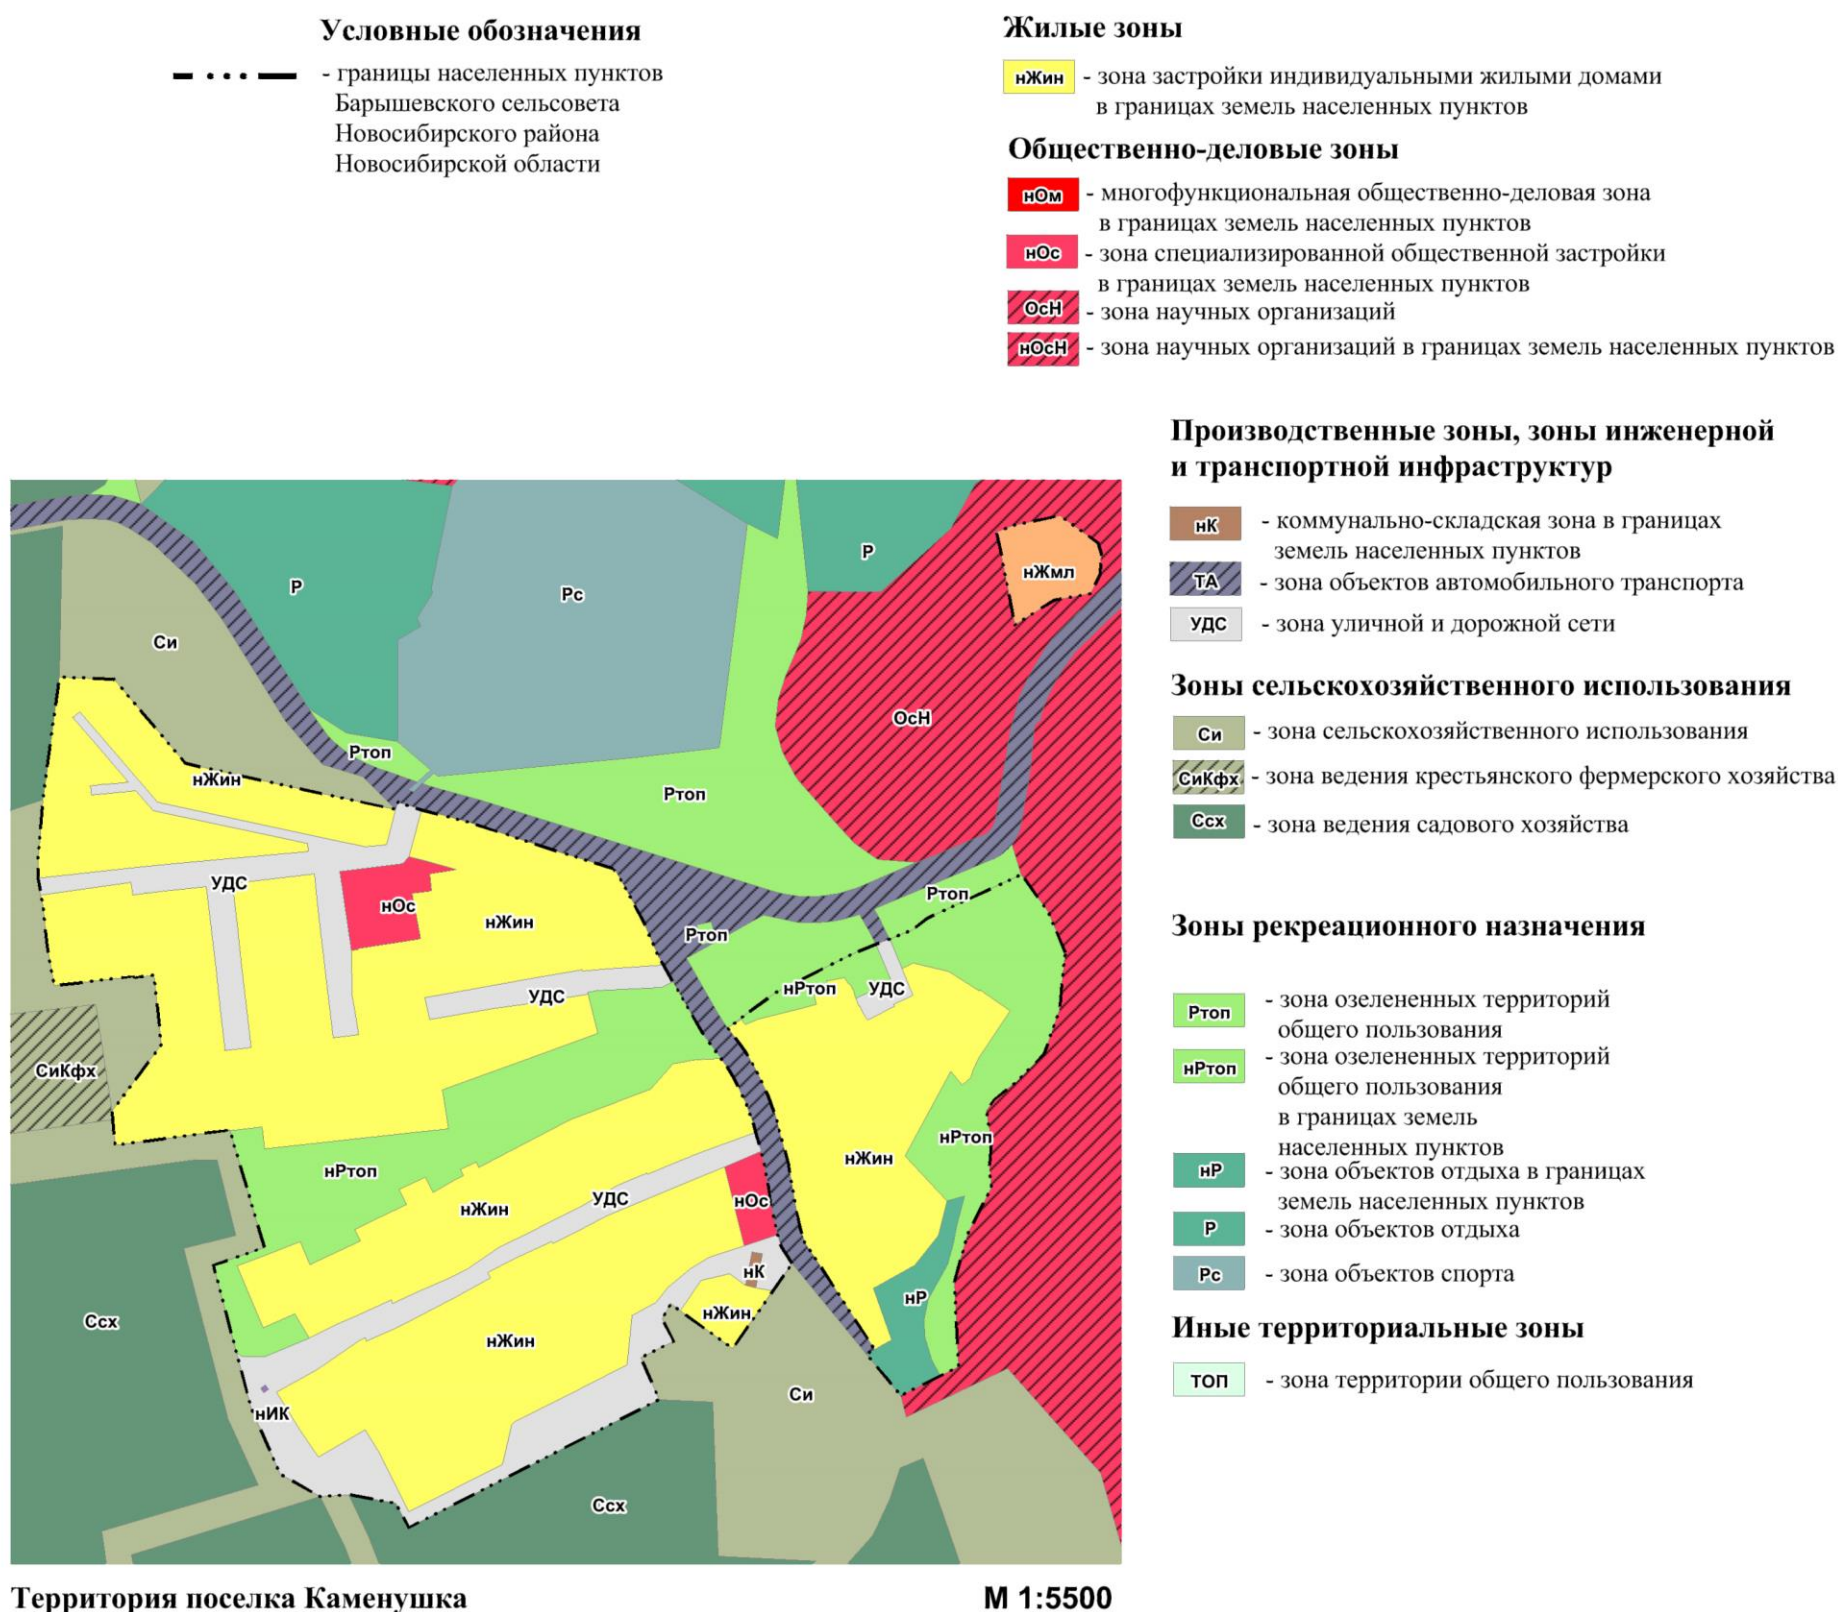 Условные обозначения
- границы населенных пунктов
Барышевского сельсовета
Новосибирского района
Новосибирской области
Жилые зоны
нЖин - зона застройки индивидуальными жилыми домами
в границах земель населенных пунктов
Общественно-деловые зоны
нОм - многофункциональная общественно-деловая зона
в границах земель населенных пунктов
нОс - зона специализированной общественной застройки
в границах земель населенных пунктов
ОсН - зона научных организаций
нОсН - зона научных организаций в границах земель населенных пунктов
Производственные зоны, зоны инженерной
и транспортной инфраструктур
нК - коммунально-складская зона в границах
земель населенных пунктов
ТА - зона объектов автомобильного транспорта
УДС - зона уличной и дорожной сети
Зоны сельскохозяйственного использования
Си - зона сельскохозяйственного использования
СиКфх - зона ведения крестьянского фермерского хозяйства
Ссх - зона ведения садового хозяйства
Зоны рекреационного назначения
Ртоп - зона озелененных территорий
общего пользования
нРтоп - зона озелененных территорий
общего пользования
в границах земель
населенных пунктов
нР - зона объектов отдыха в границах
земель населенных пунктов
Р - зона объектов отдыха
Рс - зона объектов спорта
Иные территориальные зоны
ТОП - зона территории общего пользования
Р
нЖмл
Р
Рс
Си
ОсН
Ртоп
нЖин
Ртоп
УДС
Ртоп
нОс
нЖин
Ртоп
нРтоп
УДС
УДС
СиКфх
нРтоп
нЖин
нРтоп
УДС
нОс
нЖин
нК
нР
нЖин
Ссх
нЖин
Си
нИК
Ссх
Территория поселка Каменушка
М 1:5500